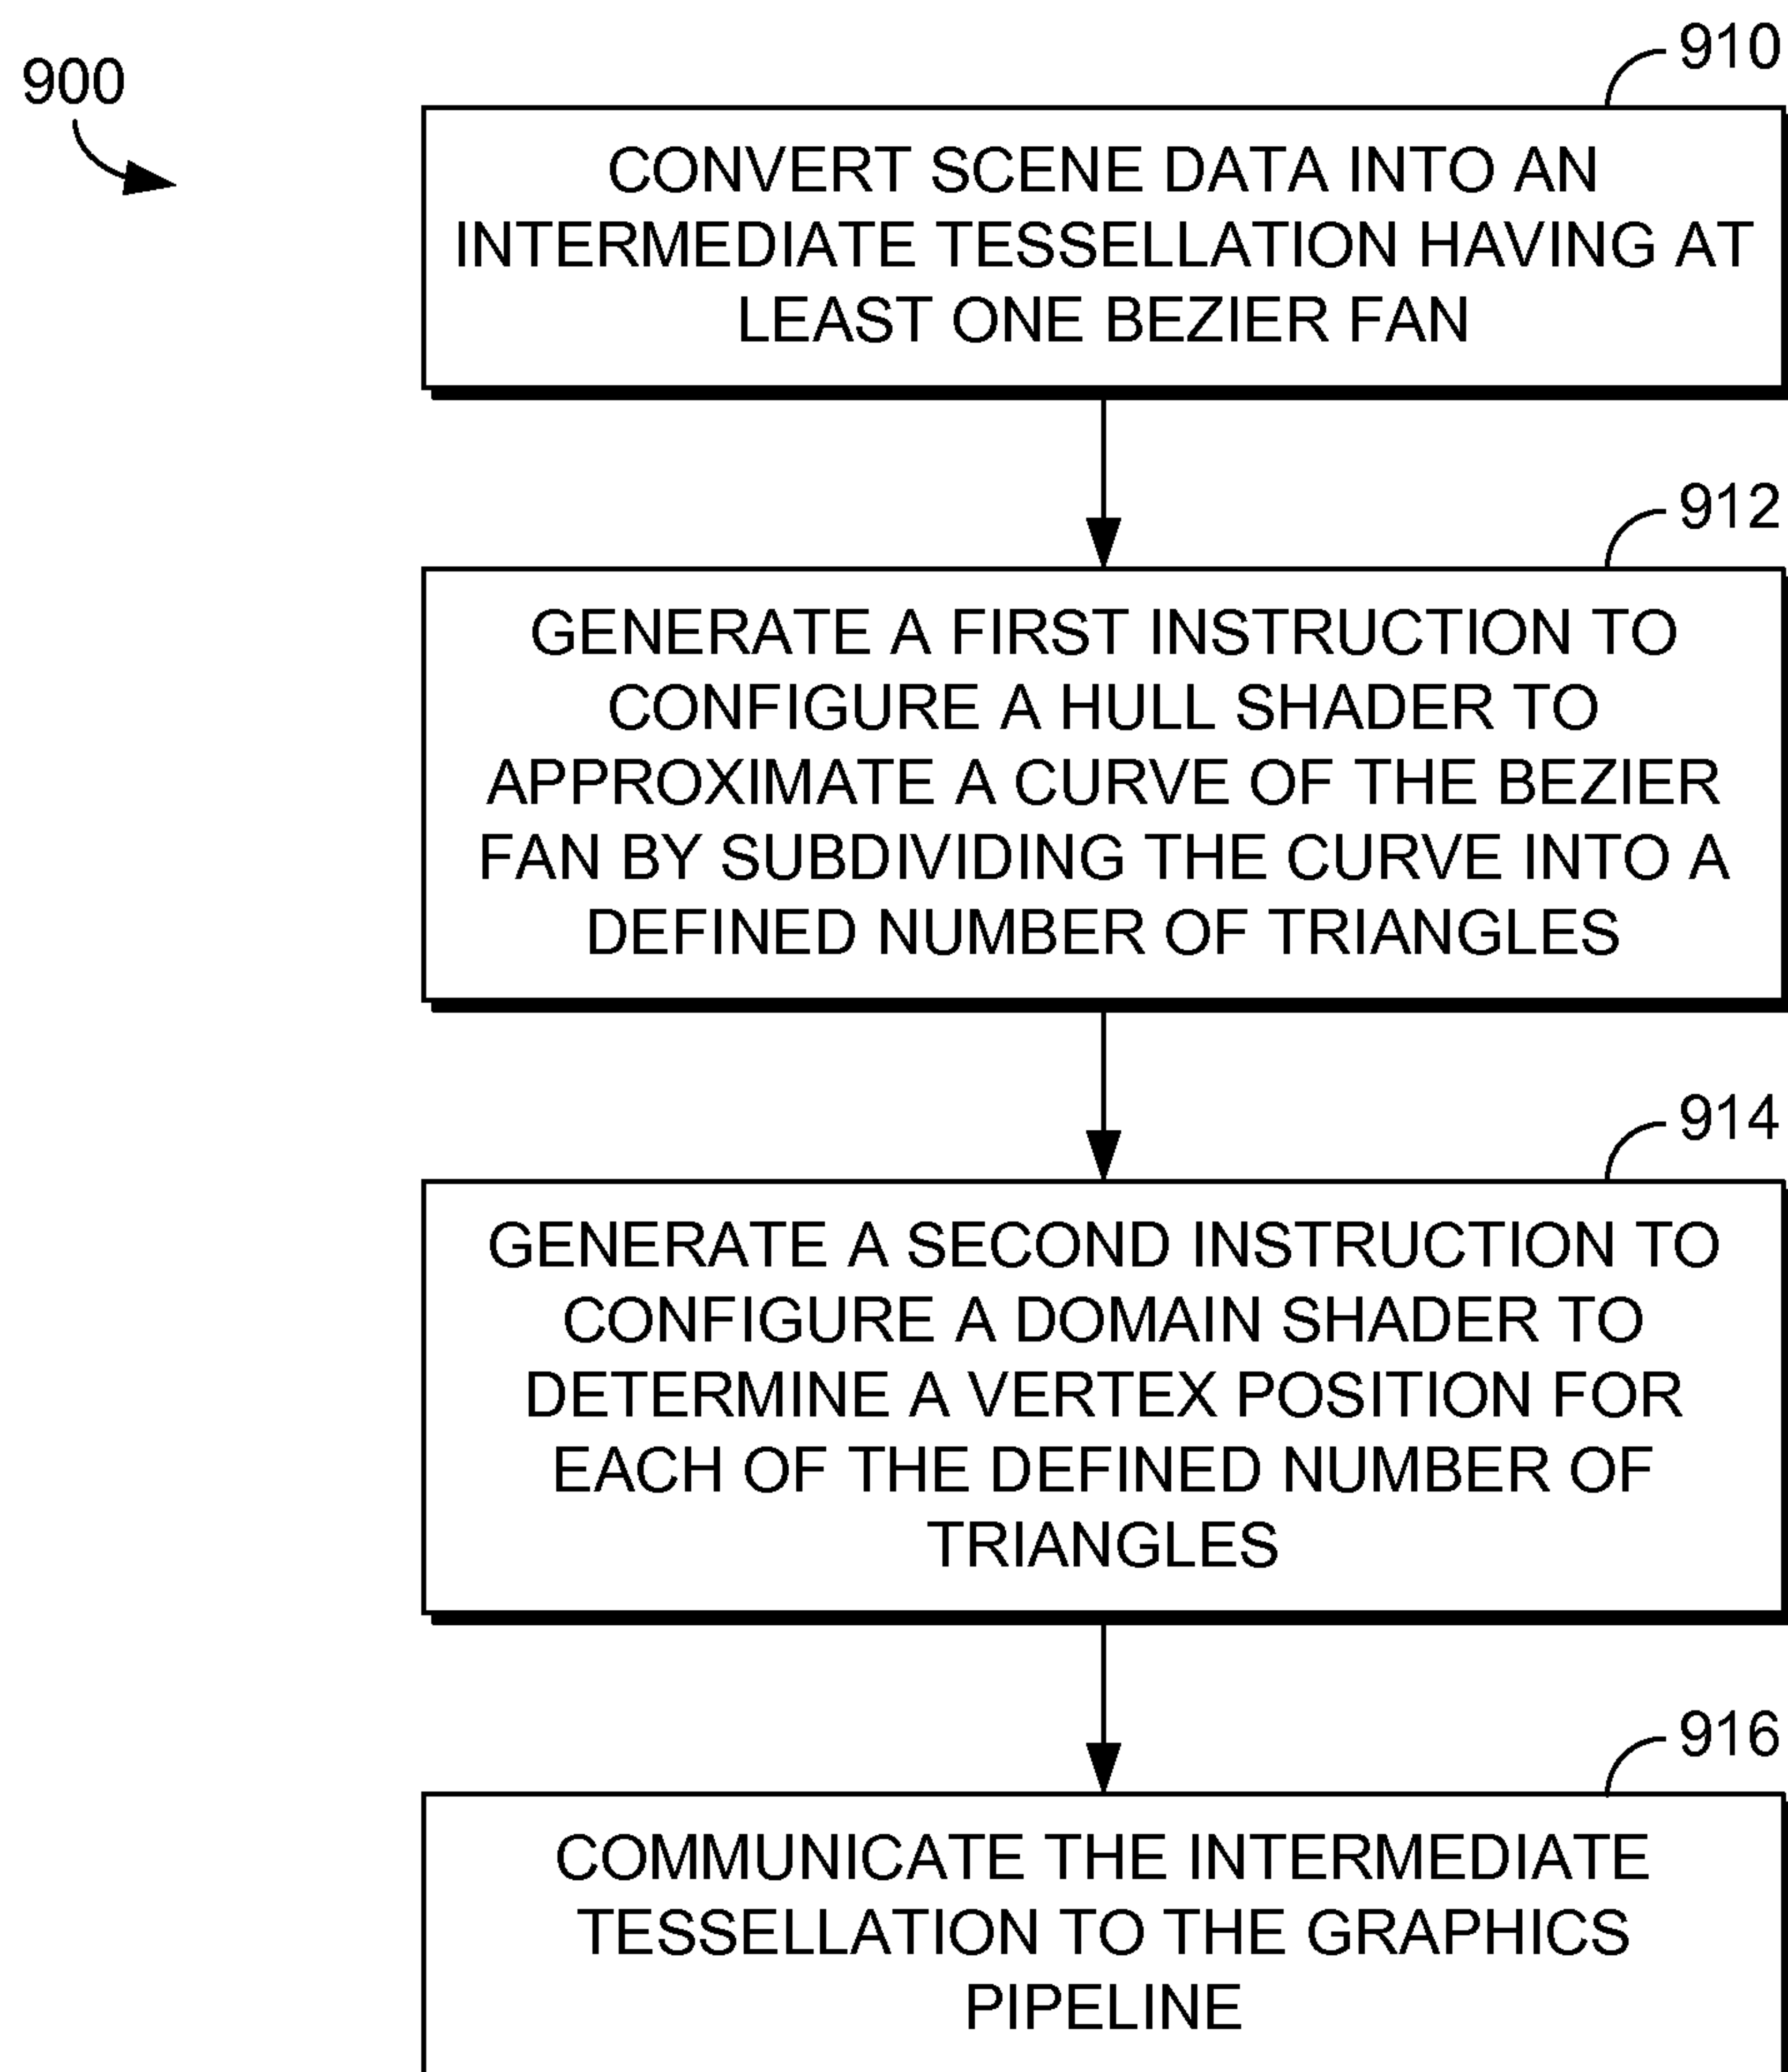 900
910
CONVERT SCENE DATA INTO AN
INTERMEDIATE TESSELLATION HAVING AT
LEAST ONE BEZIER FAN
912
GENERATE A FIRST INSTRUCTION TO
CONFIGURE A HULL SHADER TO
APPROXIMATE A CURVE OF THE BEZIER
FAN BY SUBDIVIDING THE CURVE INTO A
DEFINED NUMBER OF TRIANGLES
914
GENERATE A SECOND INSTRUCTION TO
CONFIGURE A DOMAIN SHADER TO
DETERMINE A VERTEX POSITION FOR
EACH OF THE DEFINED NUMBER OF
TRIANGLES
916
COMMUNICATE THE INTERMEDIATE
TESSELLATION TO THE GRAPHICS
PIPELINE